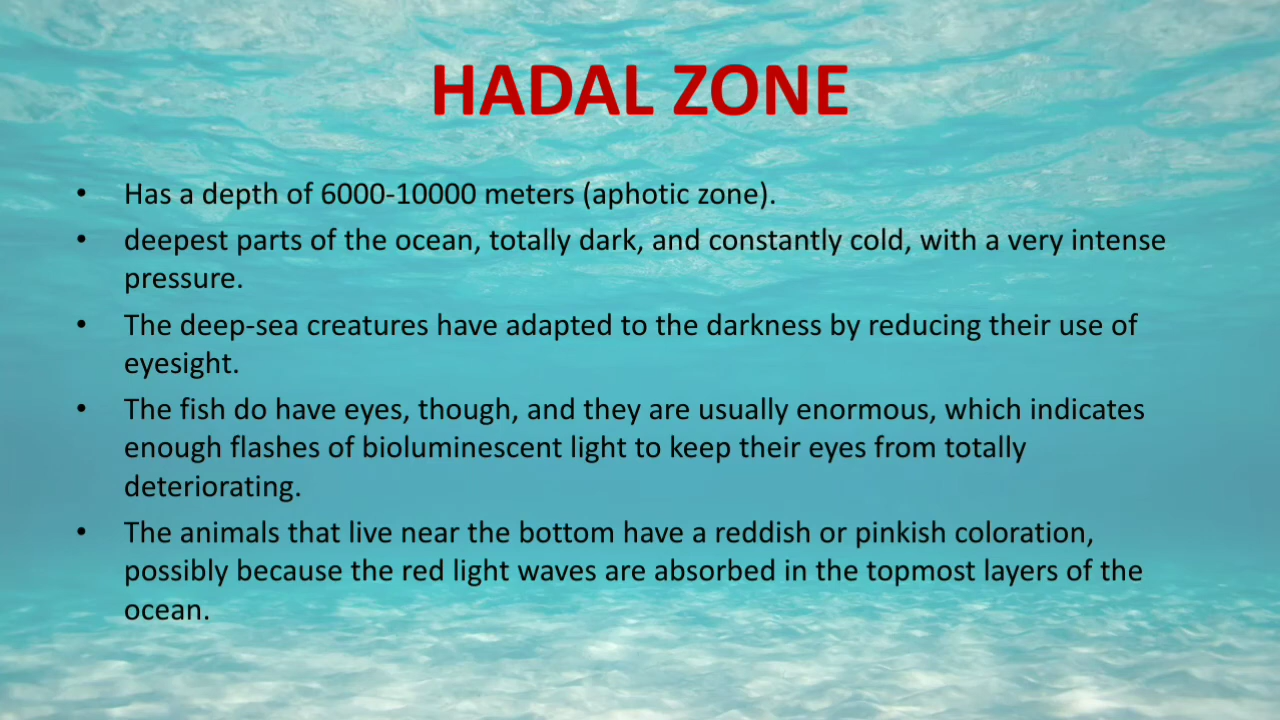 HADAL ZONE
• Has a depth of 6000-10000 meters (aphotic zone).
• deepest parts of the ocean, totally dark, and constantly cold, with a very intense
pressure.
• The deep-sea creatures have adapted to the darkness by reducing their use of
eyesight.
• The fish do have eyes, though, and they are usually enormous, which indicates
enough flashes of bioluminescent light to keep their eyes from totally
deteriorating.
• The animals that live near the bottom have a reddish or pinkish coloration,
possibly because the red light waves are absorbed in the topmost layers of the
ocean.